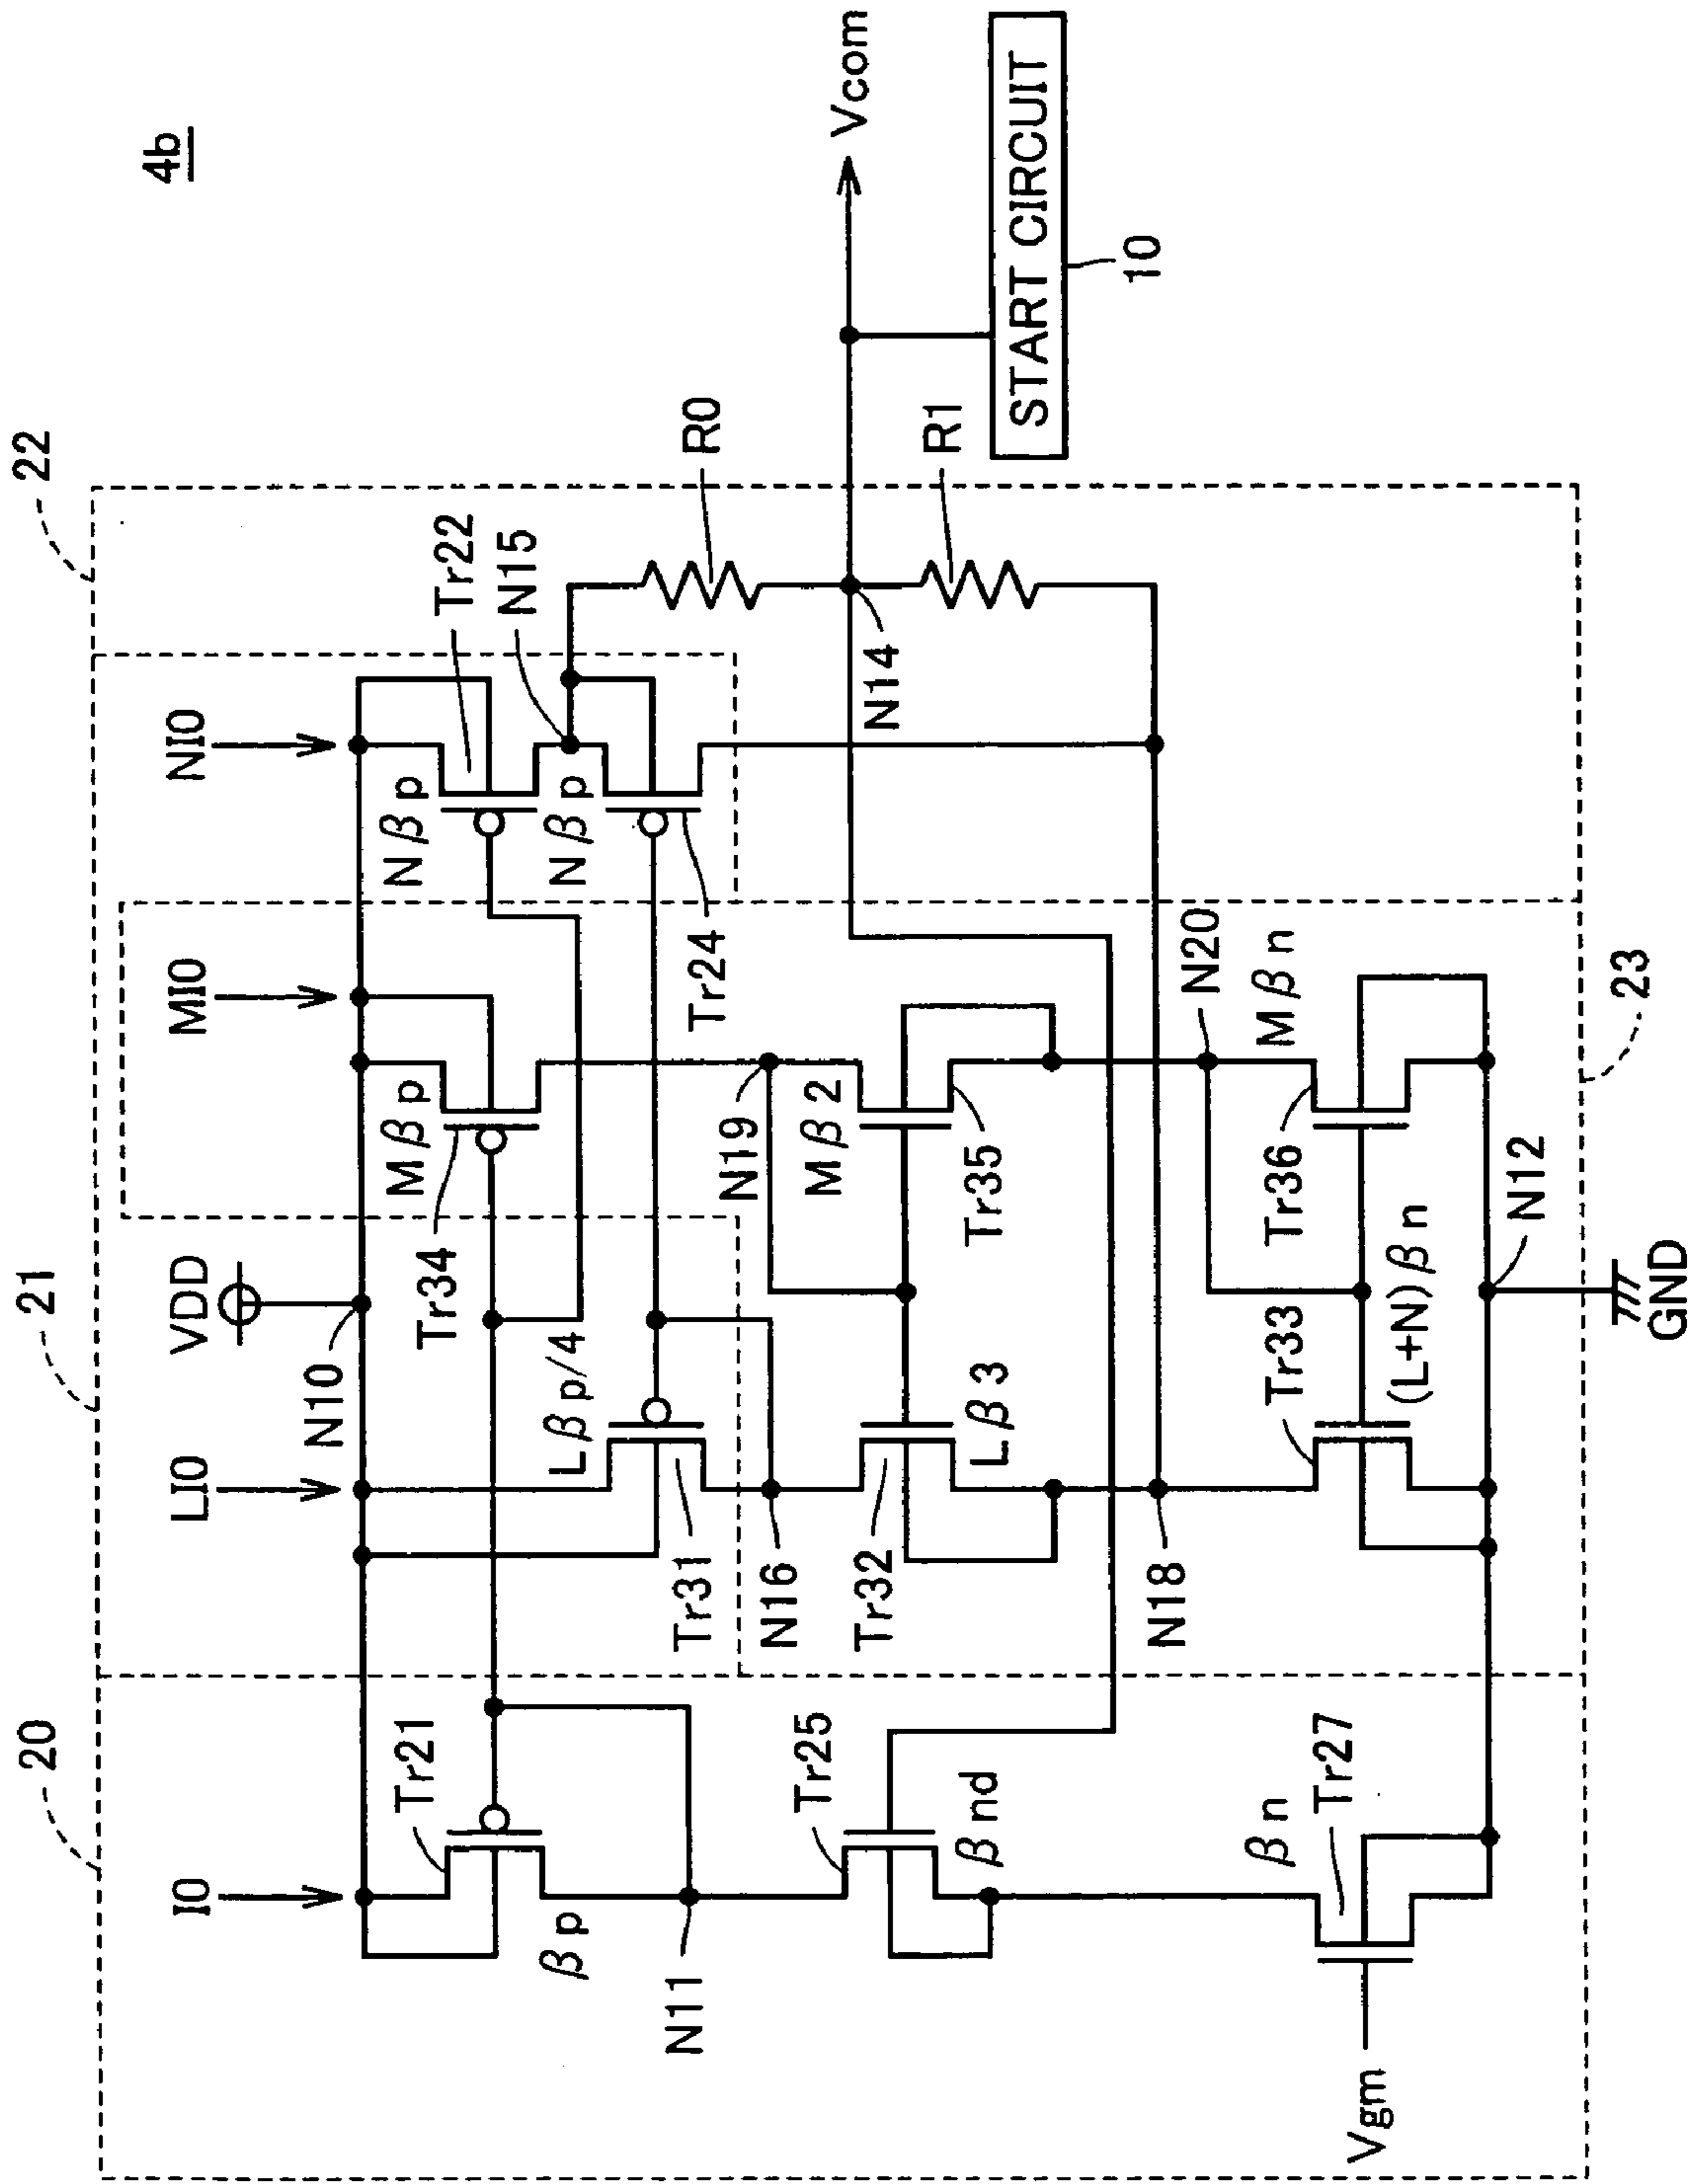 4b
20
21
22
I0
LI0
VDD
MI0
NI0
N10
Tr21
βp
Lβp/4
Tr31
Tr34
Mβp
Nβp
Tr22
N15
Nβp
Tr24
N11
N16
N19
R0
Vcom
Tr25
βnd
Tr32
Lβ3
Mβ2
Tr35
N14
R1
START CIRCUIT
10
N18
N20
Vgm
βn
Tr27
Tr33
(L+N)βn
Tr36
Mβn
N12
GND
23